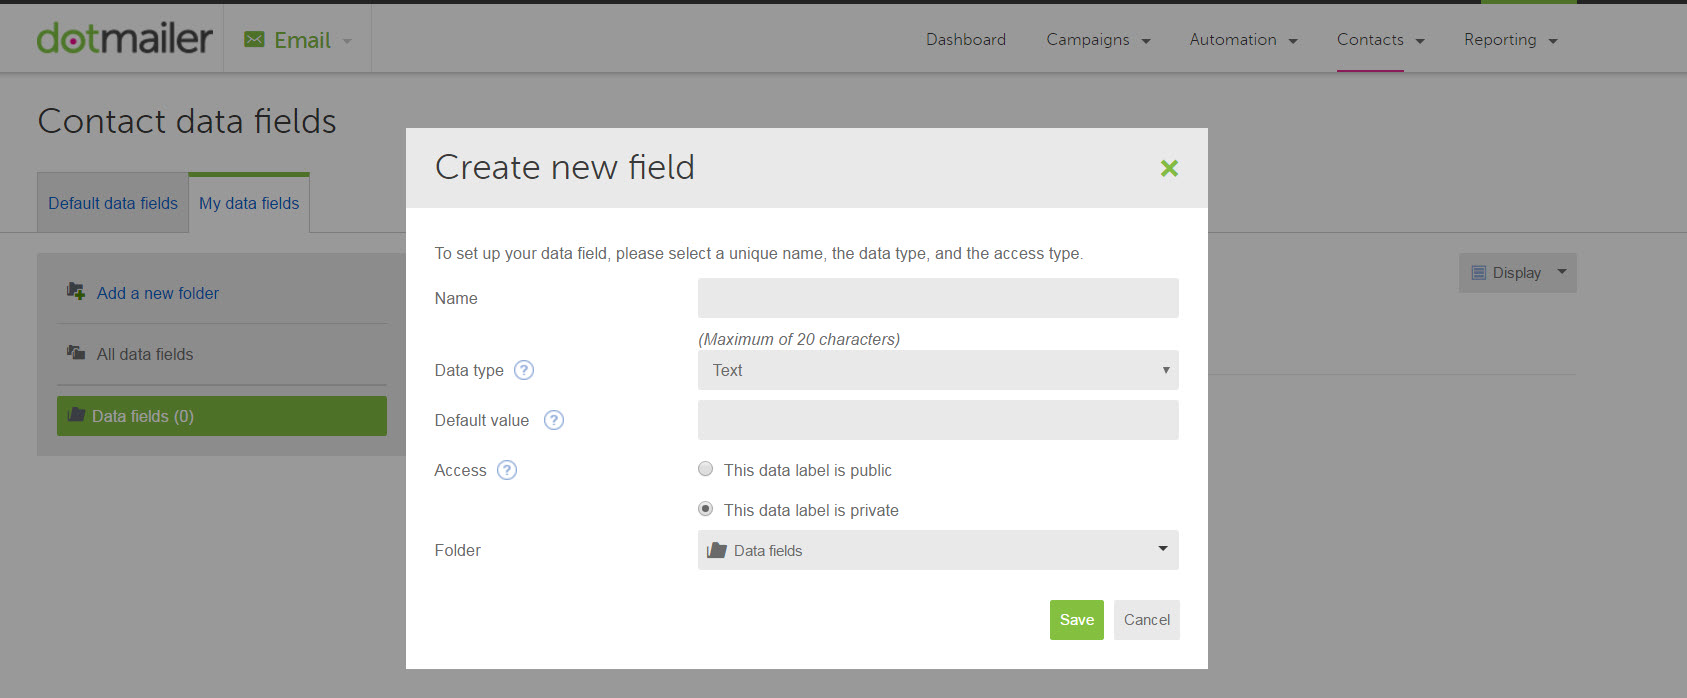 dotmailer
Email
Dashboard
Campaigns
Automation
Contacts
Reporting
Contact data fields
Default data fields
My data fields
Add a new folder
All data fields
Data fields (0)
Display
Create new field
To set up your data field, please select a unique name, the data type, and the access type.
Name
(Maximum of 20 characters)
Data type ?
Text
Default value ?
Access ?
This data label is public
This data label is private
Folder
Data fields
Save
Cancel